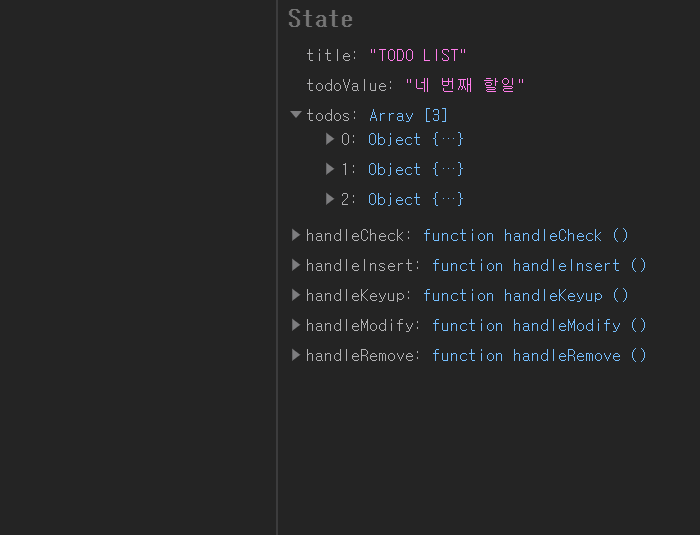 State
title: "TODO LIST"
todoValue: "네 번째 할일"
todos: Array [3]
0: Object {…}
1: Object {…}
2: Object {…}
handleCheck: function handleCheck ()
handleInsert: function handleInsert ()
handleKeyup: function handleKeyup ()
handleModify: function handleModify ()
handleRemove: function handleRemove ()